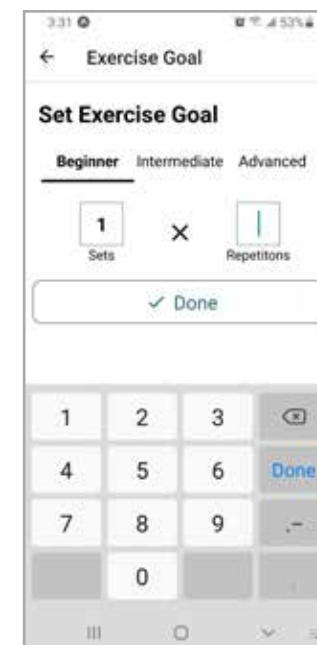 3:31 53%
← Exercise Goal
Set Exercise Goal
Beginner Intermediate Advanced
1 ×
Sets Repetitons
✓ Done
1 2 3
4 5 6 Done
7 8 9 .-
0 .